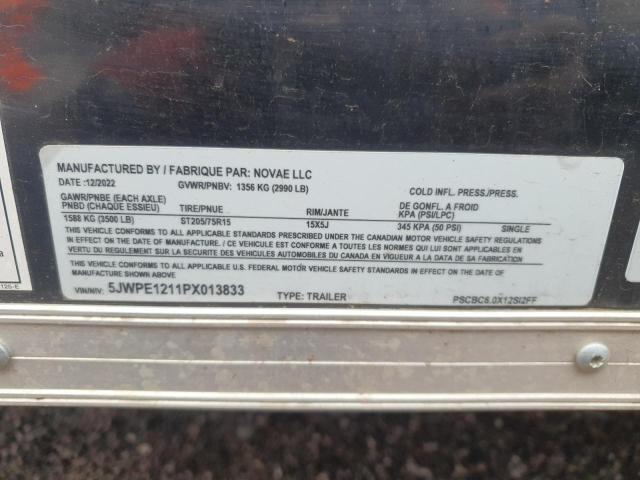 MANUFACTURED BY / FABRIQUE PAR: NOVAE LLC
DATE :12/2022 GVWR/PNBV: 1356 KG (2990 LB)
COLD INFL. PRESS./PRESS.
GAWR/PNBE (EACH AXLE) TIRE/PNUE RIM/JANTE DE GONFL. A FROID
PNBD (CHAQUE ESSIEU) KPA (PSI/LPC)
1588 KG (3500 LB) ST205/75R15 15X5J 345 KPA (50 PSI) SINGLE
THIS VEHICLE CONFORMS TO ALL APPLICABLE STANDARDS PRESCRIBED UNDER THE CANADIAN MOTOR VEHICLE SAFETY REGULATIONS
IN EFFECT ON THE DATE OF MANUFACTURE. / CE VEHICULE EST CONFORME A TOUTES LES NORMES QUI LUI SONT APPLICABLES EN
VERTU DU REGLEMENT SUR LA SECURITE DES VEHICULES AUTOMOBILES DU CANADA EN VIGUEUR A LA DATE DE SA FABRICATION
THIS VEHICLE CONFORMS TO ALL APPLICABLE U.S. FEDERAL MOTOR VEHICLE SAFETY STANDARDS IN EFFECT ON THE DATE OF
MANUFACTURE SHOWN ABOVE
VIN/NIV: 5JWPE1211PX013833 TYPE: TRAILER PSCBC6.0X12SI2FF